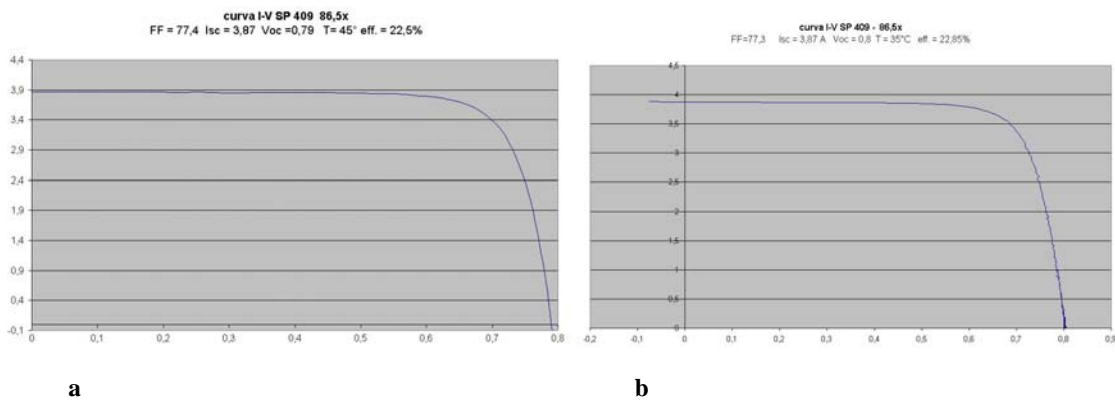 curva I-V SP 409 86,5x
FF = 77,4 Isc = 3,87 Voc =0,79 T= 45° eff. = 22,5%
4,4
3,9
3,4
2,9
2,4
1,9
1,4
0,9
0,4
-0,1
0 0,1 0,2 0,3 0,4 0,5 0,6 0,7 0,8
a
curva I-V SP 409 - 86,5x
FF=77,3 Isc = 3,87 A Voc = 0,8 T = 35°C eff. = 22,85%
4,5
4
3,5
3
2,5
2
1,5
1
0,5
0
-0,2 -0,1 0 0,1 0,2 0,3 0,4 0,5 0,6 0,7 0,8 0,9
b